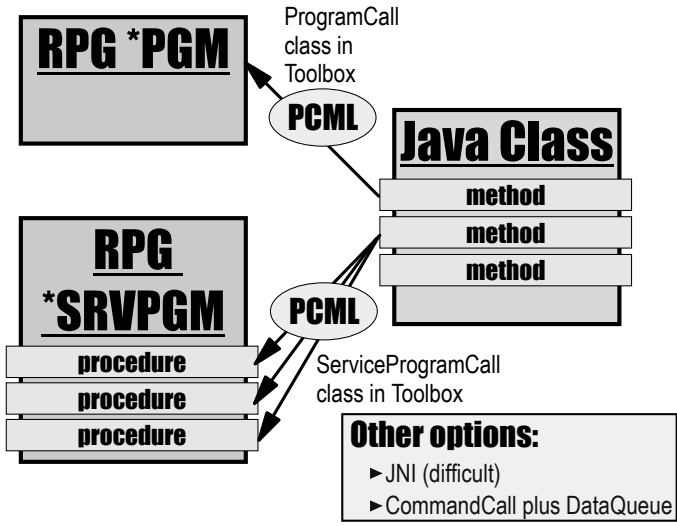 RPG *PGM
ProgramCall
class in
Toolbox
PCML
Java Class
method
method
method
RPG
*SRVPGM
PCML
procedure
procedure
procedure
ServiceProgramCall
class in Toolbox
Other options:
►JNI (difficult)
►CommandCall plus DataQueue